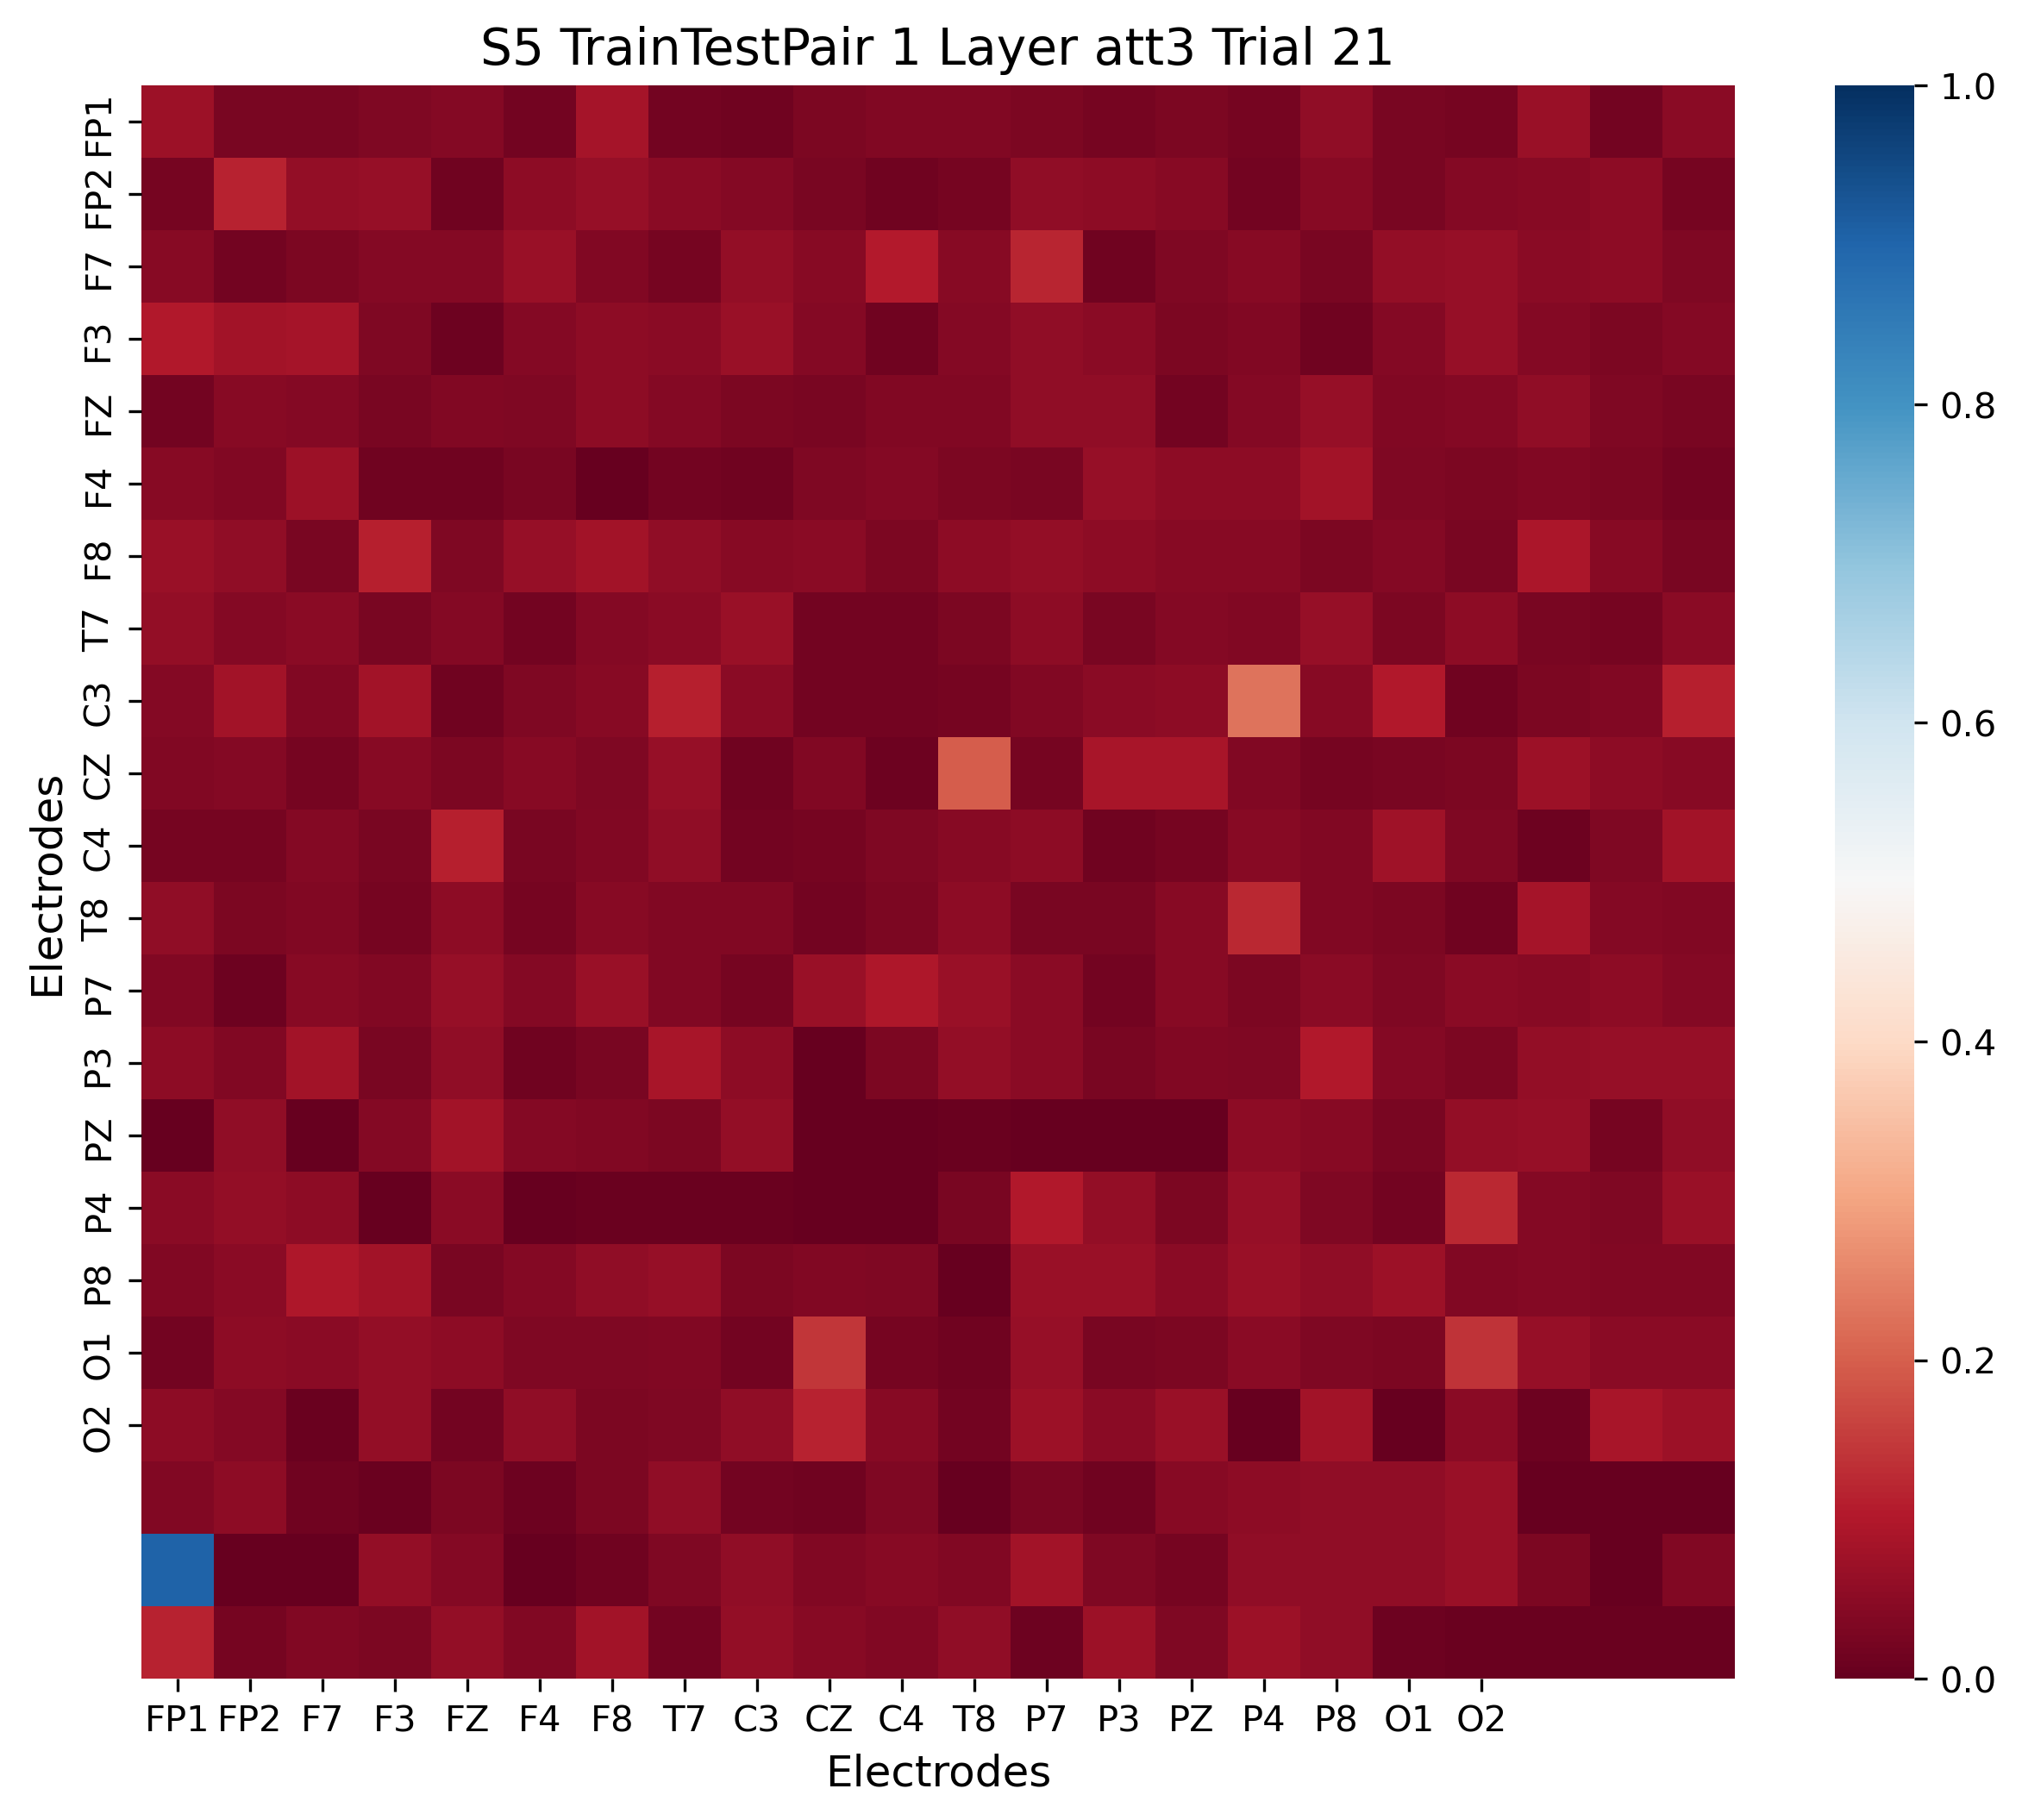 S5 TrainTestPair 1 Layer att3 Trial 21
Electrodes
FP1
FP2
F7
F3
FZ
F4
F8
T7
C3
CZ
C4
T8
P7
P3
PZ
P4
P8
O1
O2
FP1 FP2 F7 F3 FZ F4 F8 T7 C3 CZ C4 T8 P7 P3 PZ P4 P8 O1 O2
Electrodes
1.0
0.8
0.6
0.4
0.2
0.0